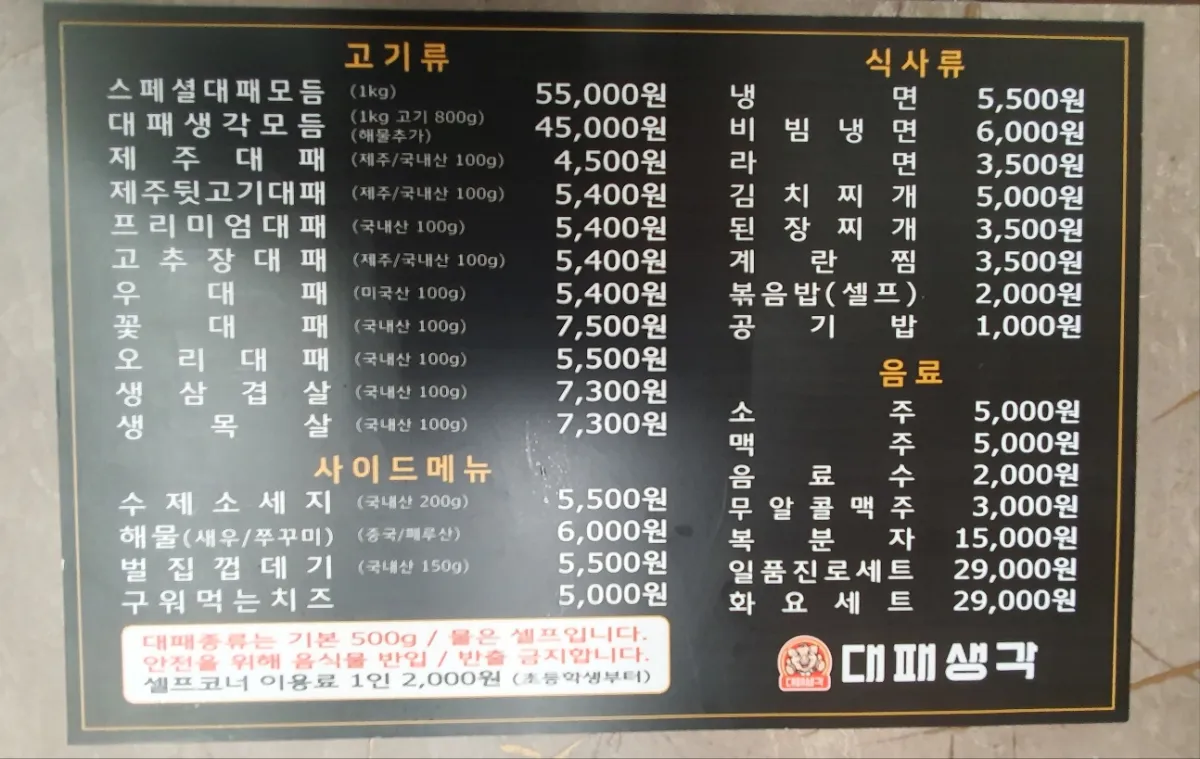 고기류
스페셜대패모듬 (1kg) 55,000원
대패생각모듬 (1kg 고기 800g) (해물추가) 45,000원
제주대패 (제주/국내산 100g) 4,500원
제주뒷고기대패 (제주/국내산 100g) 5,400원
프리미엄대패 (국내산 100g) 5,400원
고추장대패 (제주/국내산 100g) 5,400원
우대패 (미국산 100g) 5,400원
꽃대패 (국내산 100g) 7,500원
오리대패 (국내산 100g) 5,500원
생삼겹살 (국내산 100g) 7,300원
생목살 (국내산 100g) 7,300원
사이드메뉴
수제소세지 (국내산 200g) 5,500원
해물(새우/쭈꾸미) (중국/페루산) 6,000원
벌집껍데기 (국내산 150g) 5,500원
구워먹는치즈 5,000원
대패종류는 기본 500g / 물은 셀프입니다.
안전을 위해 음식물 반입 / 반출 금지합니다.
셀프코너 이용료 1인 2,000원 (초등학생부터)
식사류
냉면 5,500원
비빔냉면 6,000원
라면 3,500원
김치찌개 5,000원
된장찌개 3,500원
계란찜 3,500원
볶음밥(셀프) 2,000원
공기밥 1,000원
음료
소주 5,000원
맥주 5,000원
음료수 2,000원
무알콜맥주 3,000원
복분자 15,000원
일품진로세트 29,000원
화요세트 29,000원
대패생각
대패생각